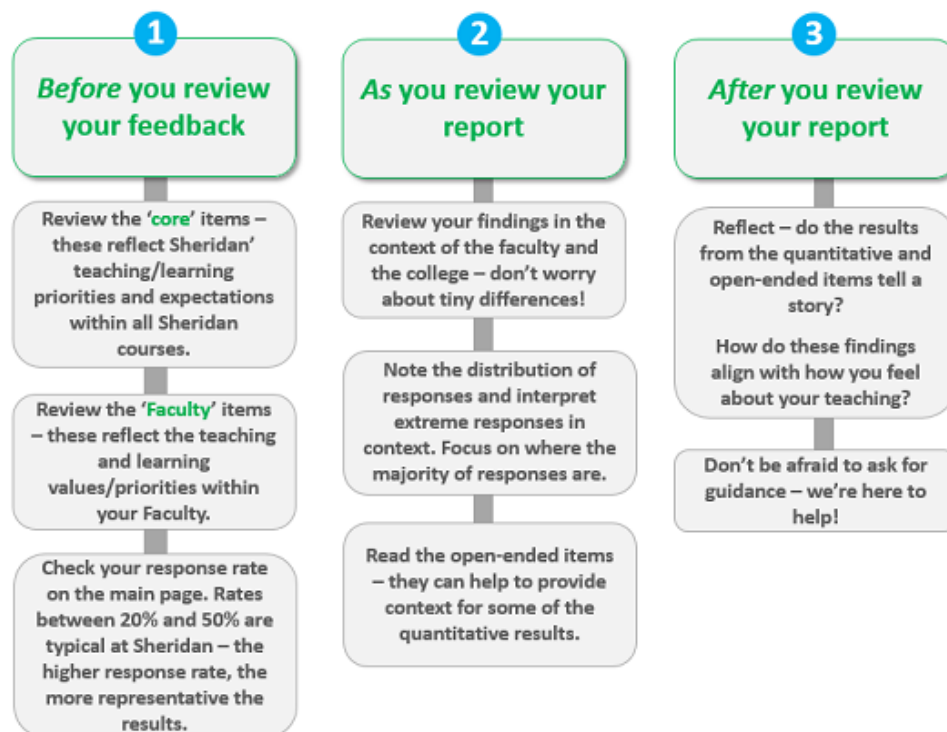 1
Before you review
your feedback
Review the ‘core’ items –
these reflect Sheridan’
teaching/learning
priorities and expectations
within all Sheridan
courses.
Review the ‘Faculty’ items
– these reflect the teaching
and learning
values/priorities within
your Faculty.
Check your response rate
on the main page. Rates
between 20% and 50% are
typical at Sheridan – the
higher response rate, the
more representative the
results.
2
As you review your
report
Review your findings in the
context of the faculty and
the college – don’t worry
about tiny differences!
Note the distribution of
responses and interpret
extreme responses in
context. Focus on where the
majority of responses are.
Read the open-ended items
– they can help to provide
context for some of the
quantitative results.
3
After you review
your report
Reflect – do the results
from the quantitative and
open-ended items tell a
story?
How do these findings
align with how you feel
about your teaching?
Don’t be afraid to ask for
guidance – we’re here to
help!